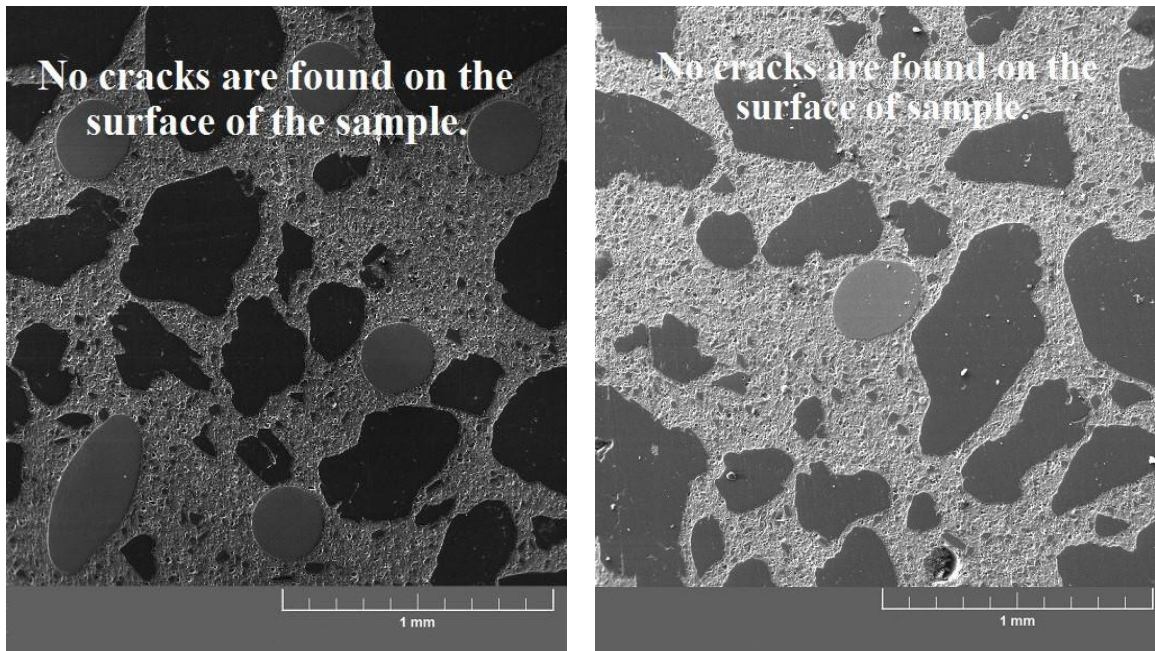 No cracks are found on the
surface of the sample.
1 mm
No cracks are found on the
surface of sample.
1 mm